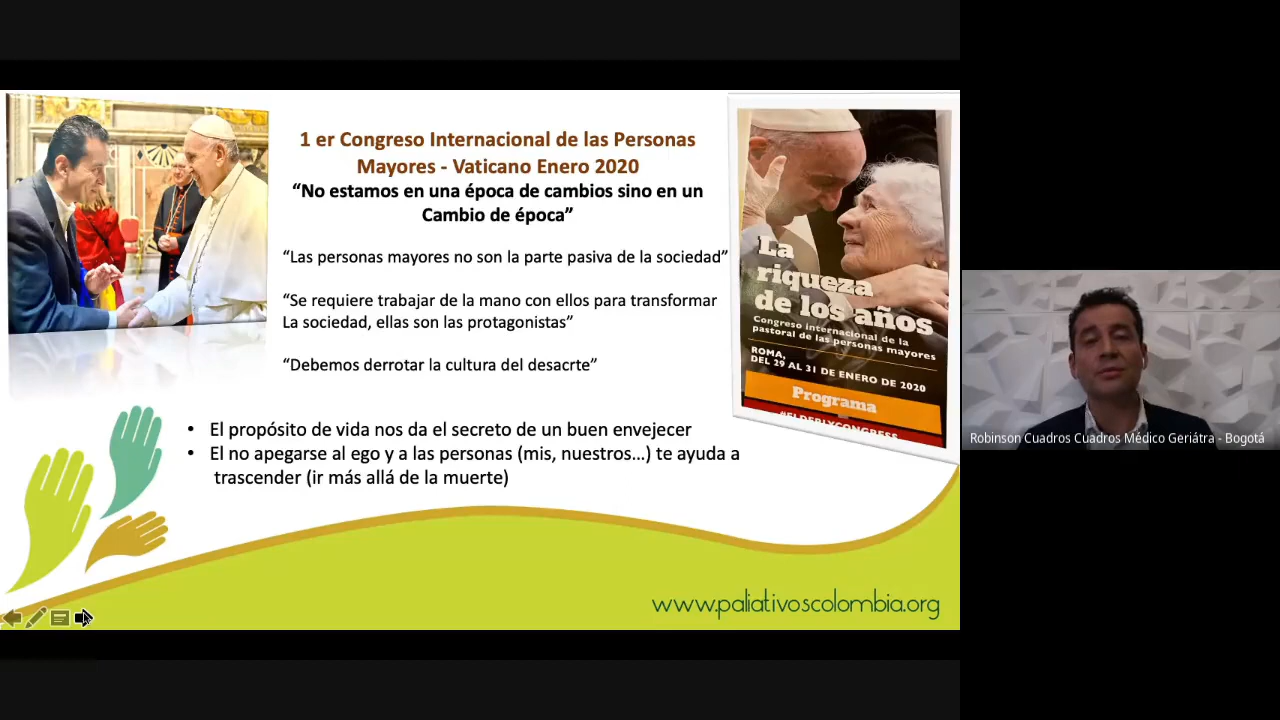 1 er Congreso Internacional de las Personas
Mayores - Vaticano Enero 2020
“No estamos en una época de cambios sino en un
Cambio de época”
“Las personas mayores no son la parte pasiva de la sociedad”
“Se requiere trabajar de la mano con ellos para transformar
La sociedad, ellas son las protagonistas”
“Debemos derrotar la cultura del desacrte”
• El propósito de vida nos da el secreto de un buen envejecer
• El no apegarse al ego y a las personas (mis, nuestros...) te ayuda a
trascender (ir más allá de la muerte)
La
riqueza
de los años
Congreso internacional de la
pastoral de las personas mayores
ROMA,
DEL 29 AL 31 DE ENERO DE 2020
Programa
#ELDERLYCONGRESS
www.paliativoscolombia.org
Robinson Cuadros Cuadros Médico Geriátra - Bogotá